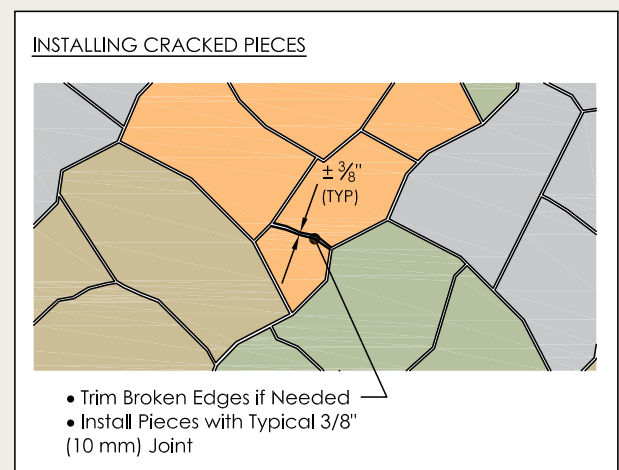 INSTALLING CRACKED PIECES
± 3/8"
(TYP)
• Trim Broken Edges if Needed
• Install Pieces with Typical 3/8"
(10 mm) Joint